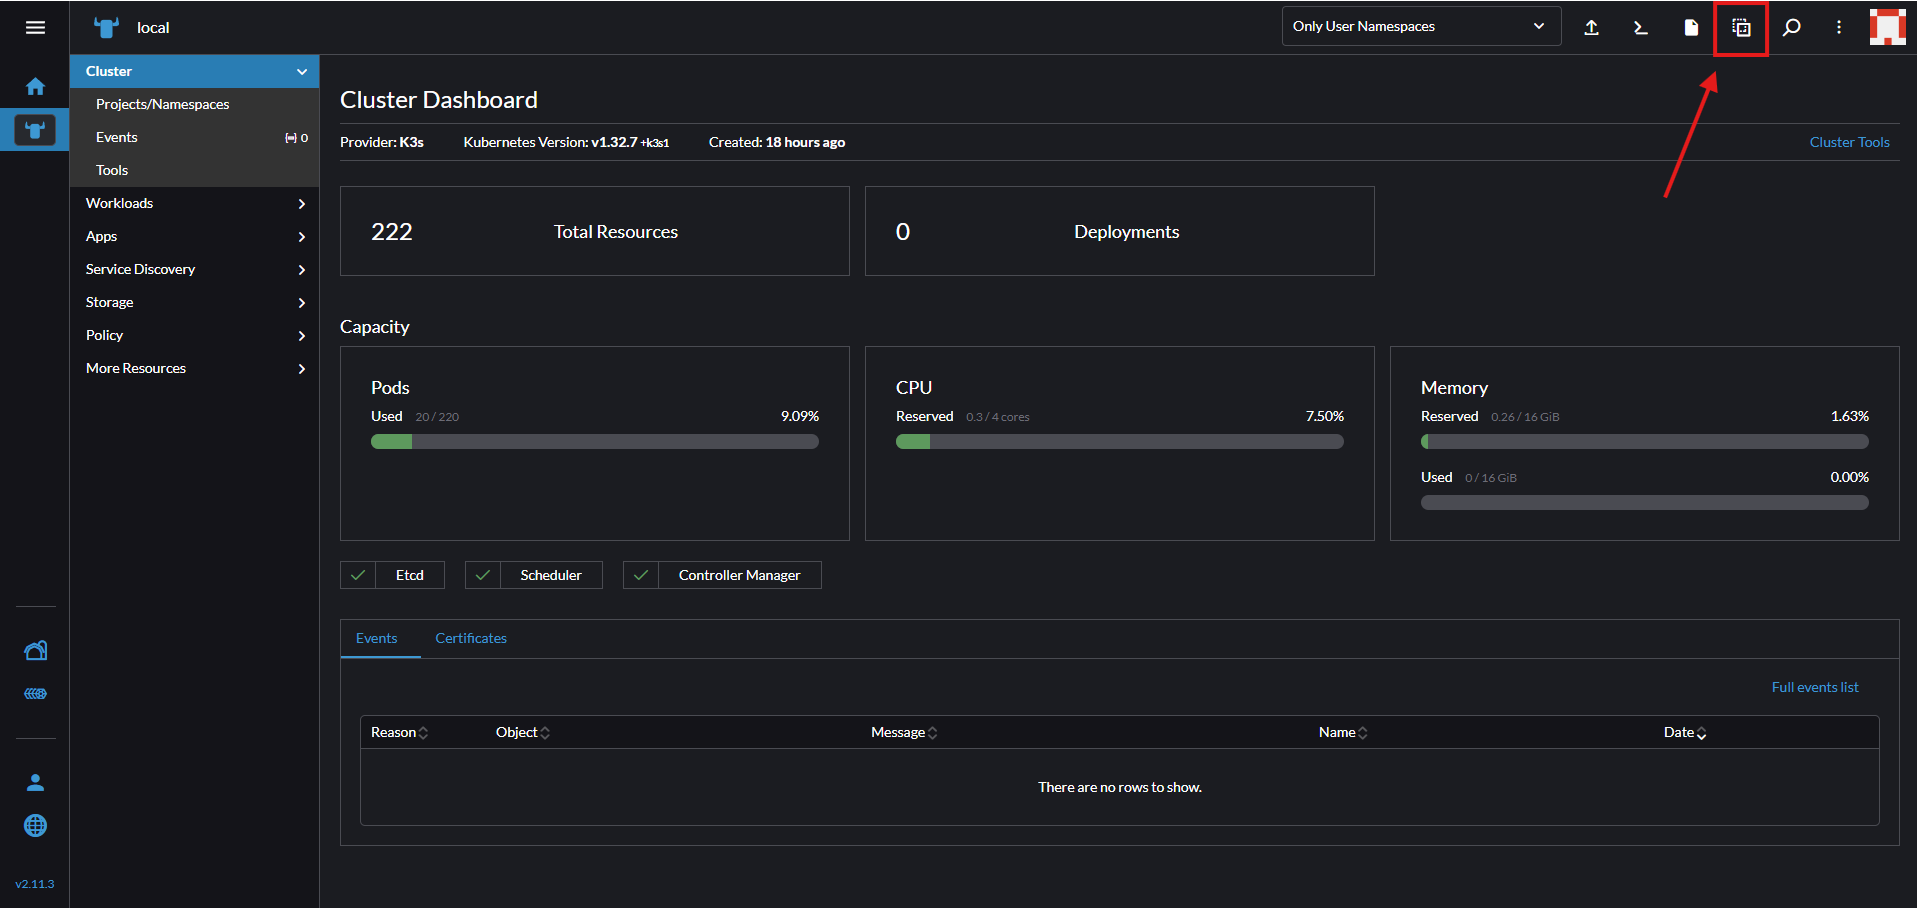 local
Only User Namespaces
Cluster
Projects/Namespaces
Events 0
Tools
Workloads
Apps
Service Discovery
Storage
Policy
More Resources
v2.11.3
Cluster Dashboard
Provider: K3s Kubernetes Version: v1.32.7 +k3s1 Created: 18 hours ago Cluster Tools
222 Total Resources
0 Deployments
Capacity
Pods
Used 20 / 220 9.09%
CPU
Reserved 0.3 / 4 cores 7.50%
Memory
Reserved 0.26 / 16 GiB 1.63%
Used 0 / 16 GiB 0.00%
Etcd Scheduler Controller Manager
Events Certificates
Full events list
Reason Object Message Name Date
There are no rows to show.